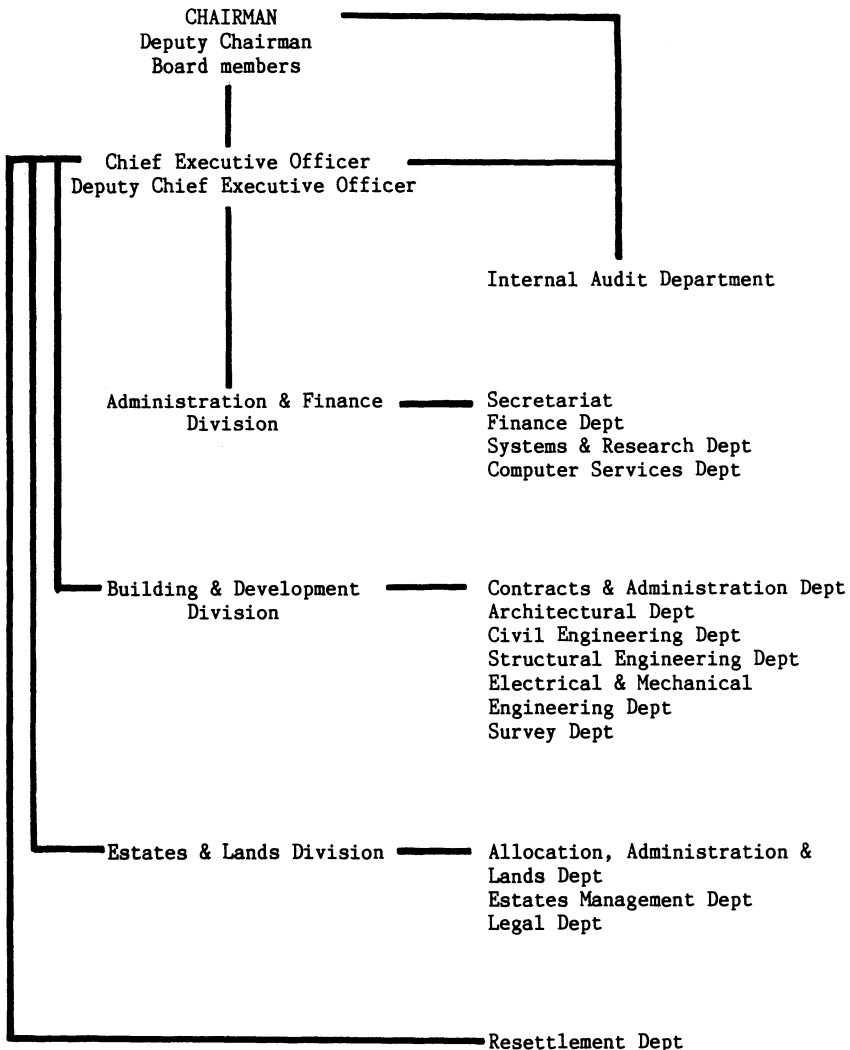 CHAIRMAN
Deputy Chairman
Board members
Chief Executive Officer
Deputy Chief Executive Officer
Internal Audit Department
Administration & Finance
Division
Secretariat
Finance Dept
Systems & Research Dept
Computer Services Dept
Building & Development
Division
Contracts & Administration Dept
Architectural Dept
Civil Engineering Dept
Structural Engineering Dept
Electrical & Mechanical
Engineering Dept
Survey Dept
Estates & Lands Division
Allocation, Administration &
Lands Dept
Estates Management Dept
Legal Dept
Resettlement Dept